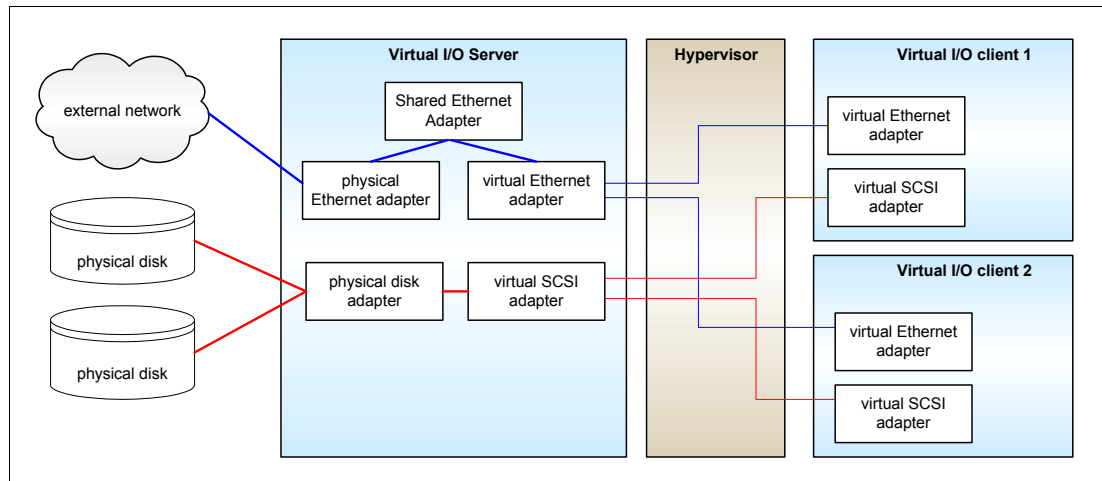 Virtual I/O Server
Hypervisor
Virtual I/O client 1
external network
Shared Ethernet
Adapter
physical
Ethernet adapter
virtual Ethernet
adapter
virtual Ethernet
adapter
virtual SCSI
adapter
physical disk
physical disk
adapter
virtual SCSI
adapter
physical disk
Virtual I/O client 2
virtual Ethernet
adapter
virtual SCSI
adapter